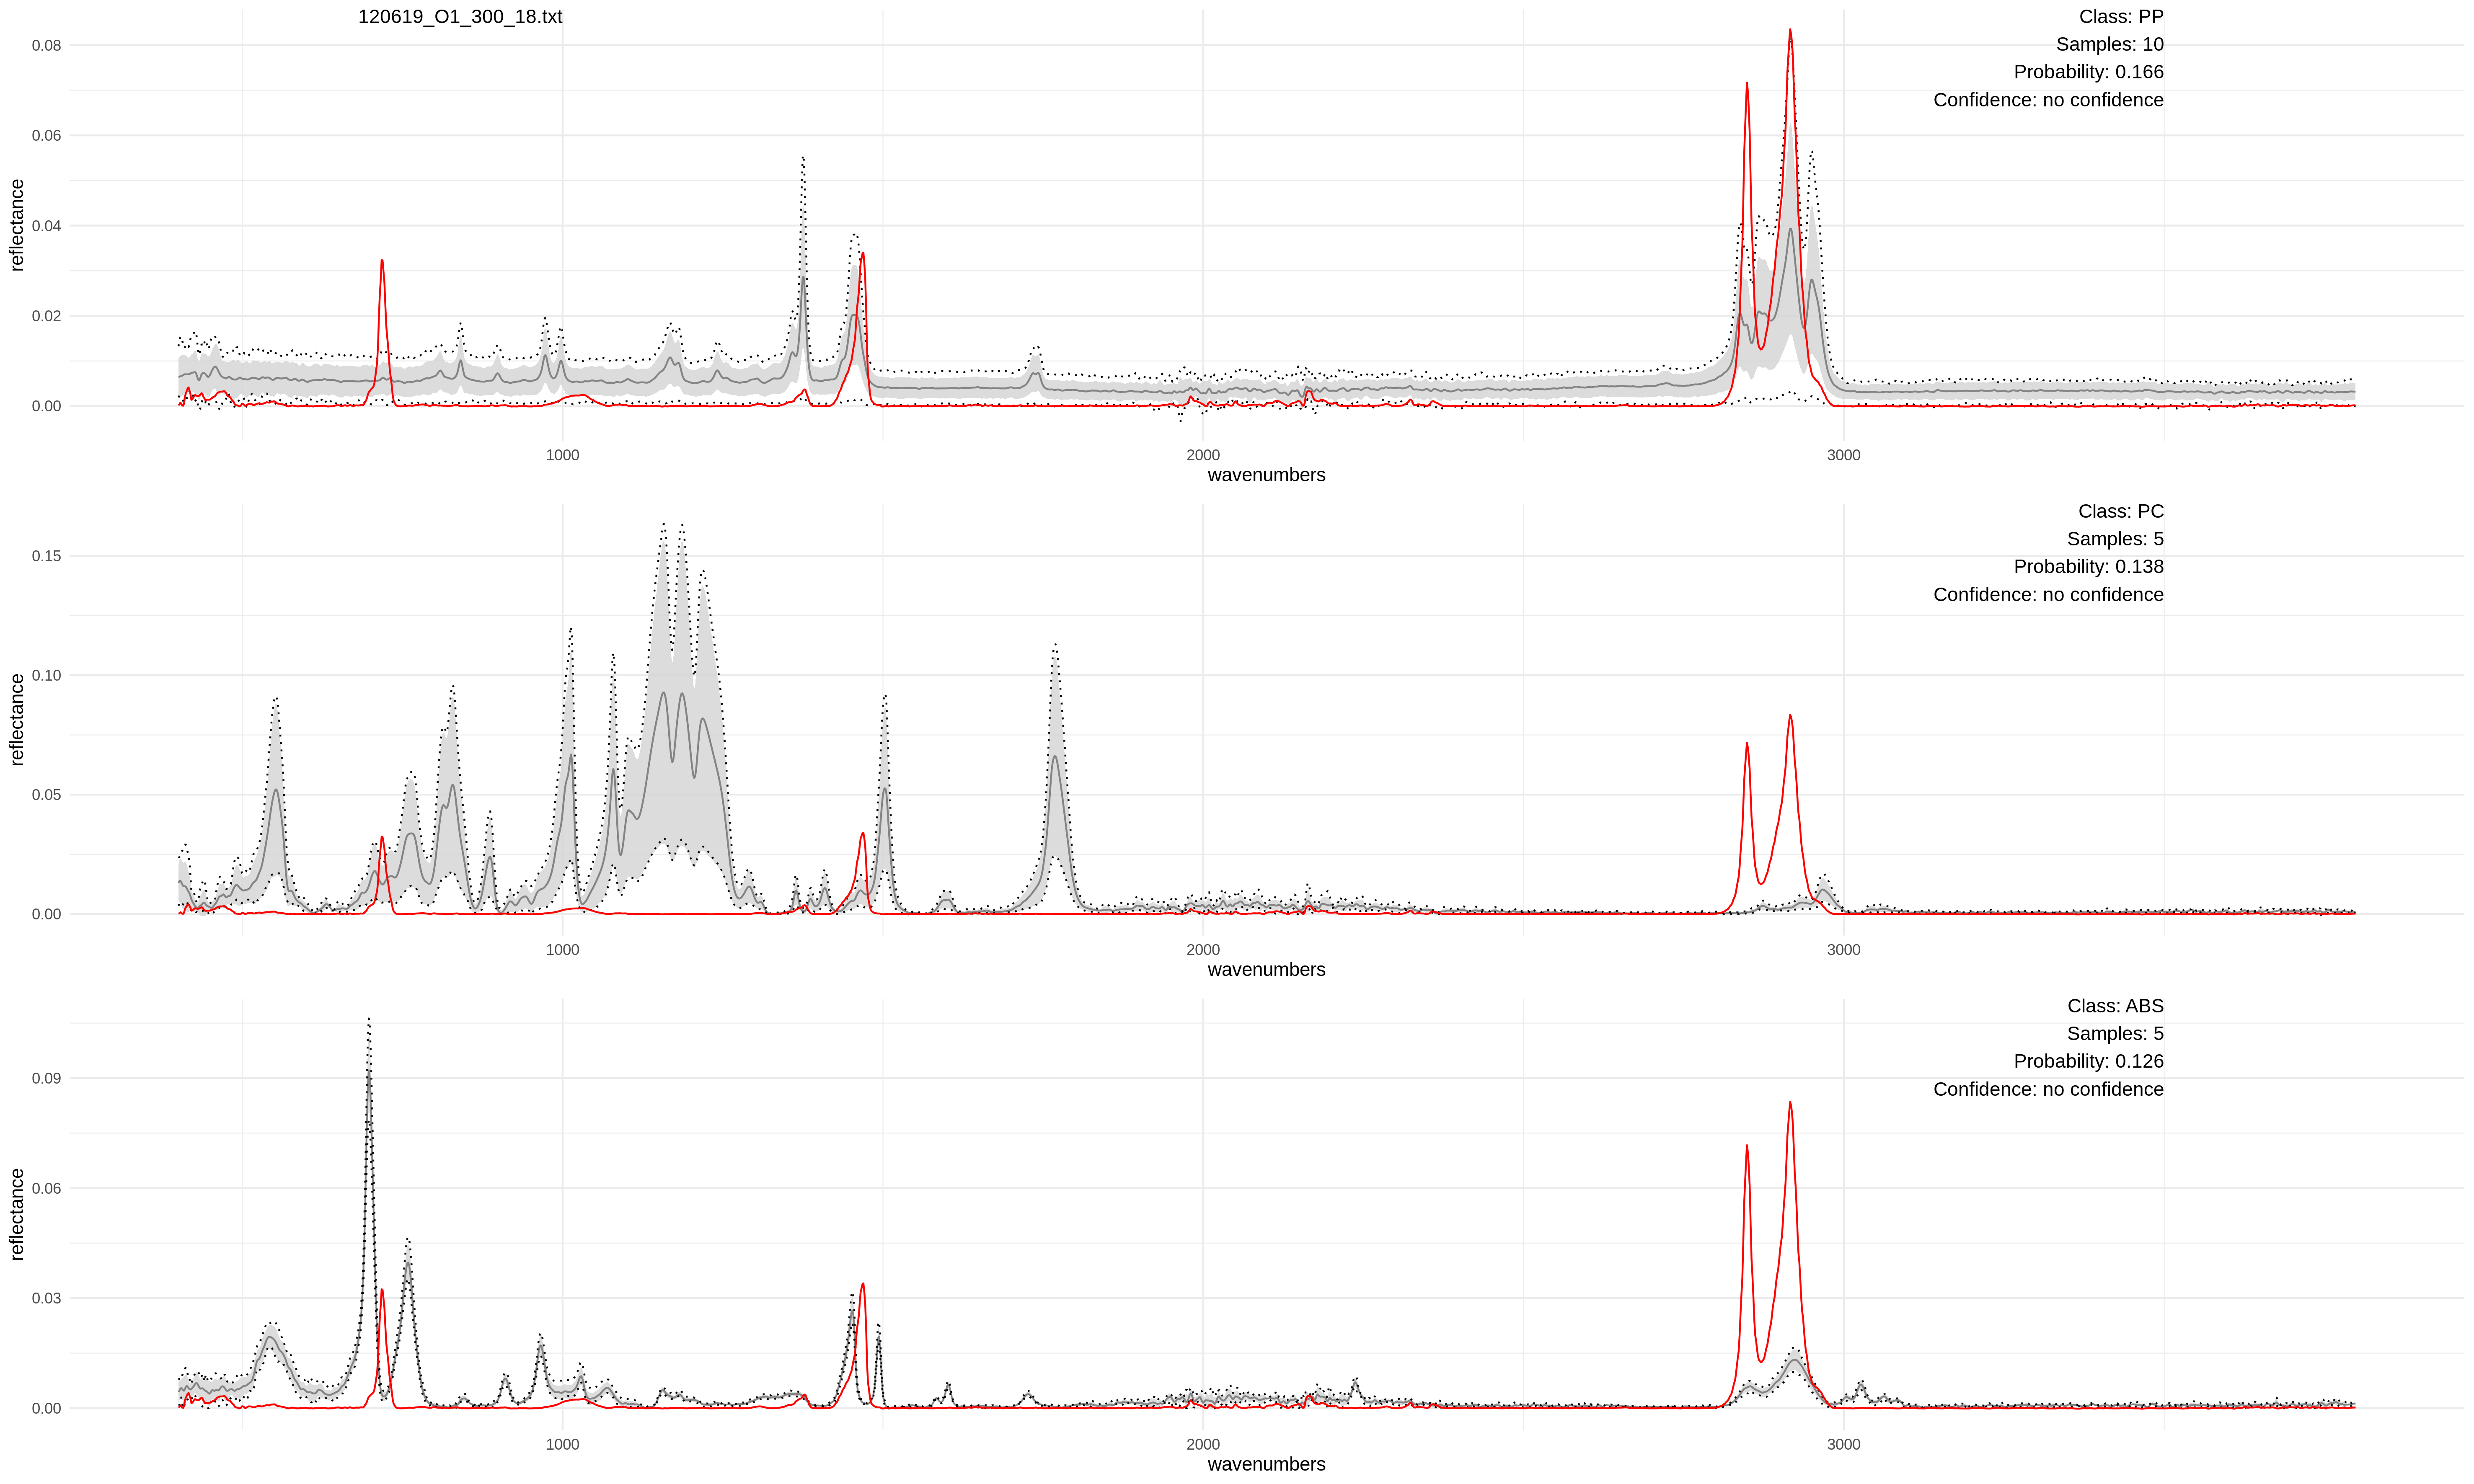 120619_O1_300_18.txt
Class: PP
Samples: 10
Probability: 0.166
Confidence: no confidence
reflectance
0.08
0.06
0.04
0.02
0.00
1000 2000 3000
wavenumbers
Class: PC
Samples: 5
Probability: 0.138
Confidence: no confidence
reflectance
0.15
0.10
0.05
0.00
1000 2000 3000
wavenumbers
Class: ABS
Samples: 5
Probability: 0.126
Confidence: no confidence
reflectance
0.09
0.06
0.03
0.00
1000 2000 3000
wavenumbers